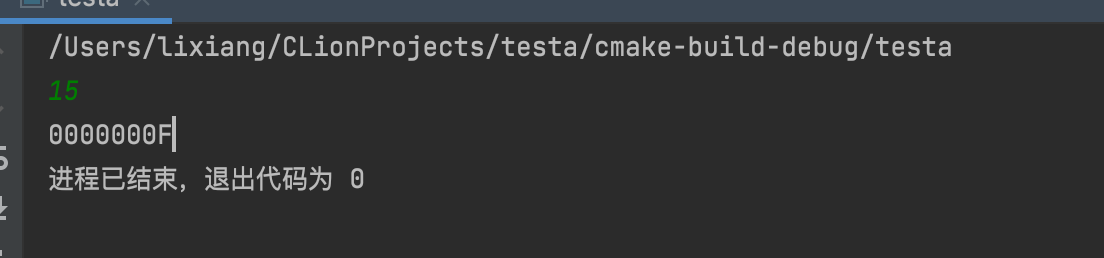 testa
/Users/lixiang/CLionProjects/testa/cmake-build-debug/testa
15
0000000F
进程已结束，退出代码为 0